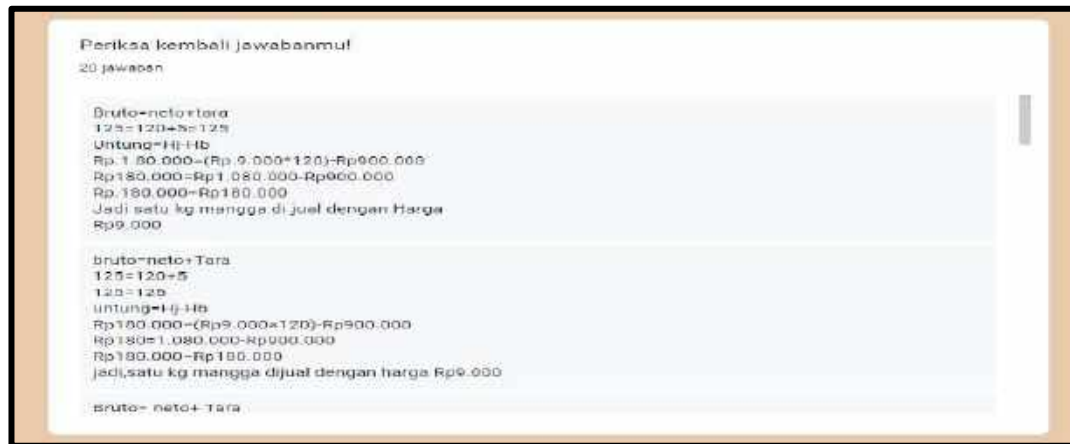 Periksa kembali jawabanmu!
20 jawaban
Bruto=neto+tara
125=120+5=125
Untung=Hj-Hb
Rp.180.000=(Rp.9.000*120)-Rp900.000
Rp180.000=Rp1.080.000-Rp900.000
Rp.180.000=Rp180.000
Jadi satu kg mangga di jual dengan Harga
Rp9.000
bruto=neto+Tara
125=120+5
125=125
untung=Hj-Hb
Rp180.000=(Rp9.000×120)-Rp900.000
Rp180=1.080.000-Rp900.000
Rp180.000=Rp180.000
jadi,satu kg mangga dijual dengan harga Rp9.000
Bruto= neto+ Tara